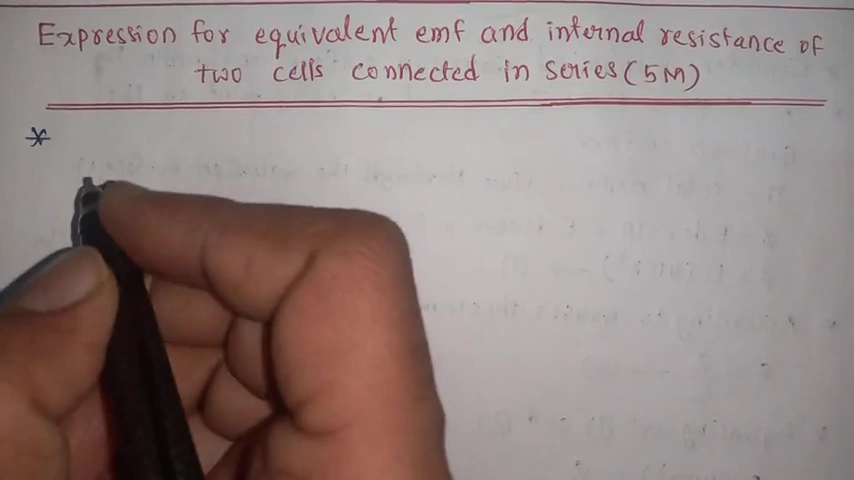 Expression for equivalent emf and internal resistance of
two cells connected in series (5M)
*